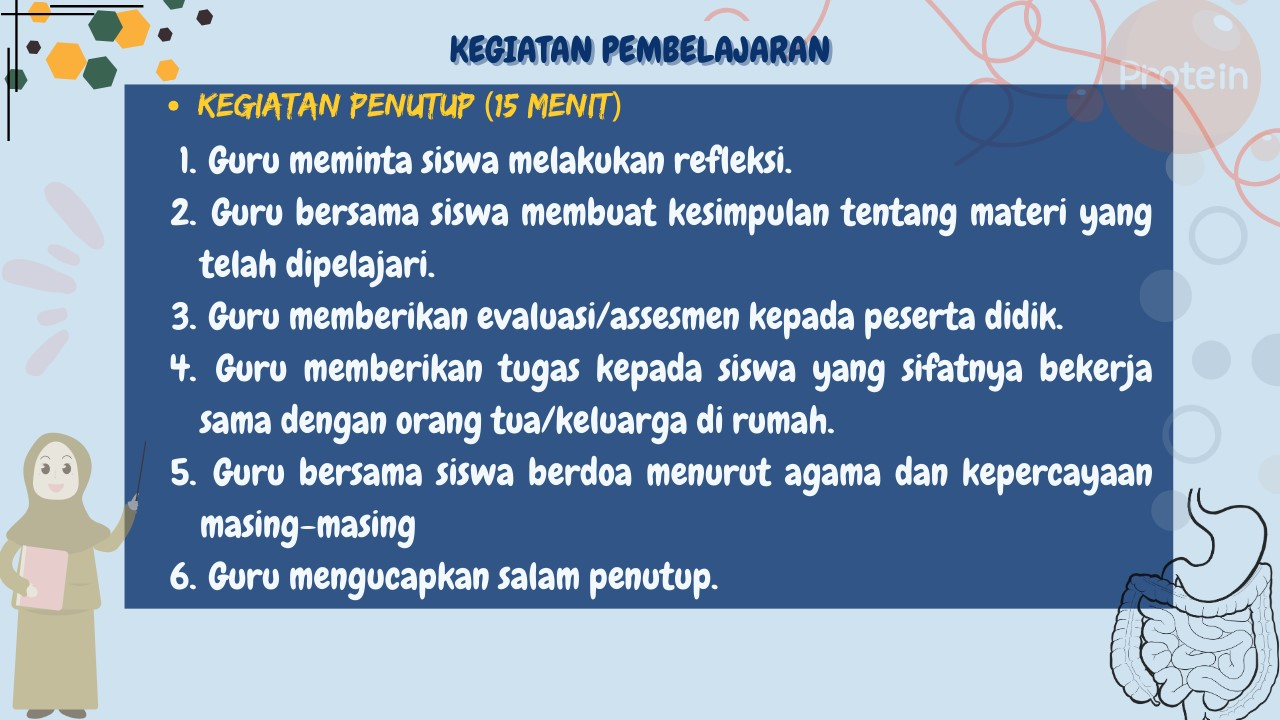 KEGIATAN PEMBELAJARAN
Protein
• KEGIATAN PENUTUP (15 MENIT)
1. Guru meminta siswa melakukan refleksi.
2. Guru bersama siswa membuat kesimpulan tentang materi yang
telah dipelajari.
3. Guru memberikan evaluasi/assesmen kepada peserta didik.
4. Guru memberikan tugas kepada siswa yang sifatnya bekerja
sama dengan orang tua/keluarga di rumah.
5. Guru bersama siswa berdoa menurut agama dan kepercayaan
masing-masing
6. Guru mengucapkan salam penutup.